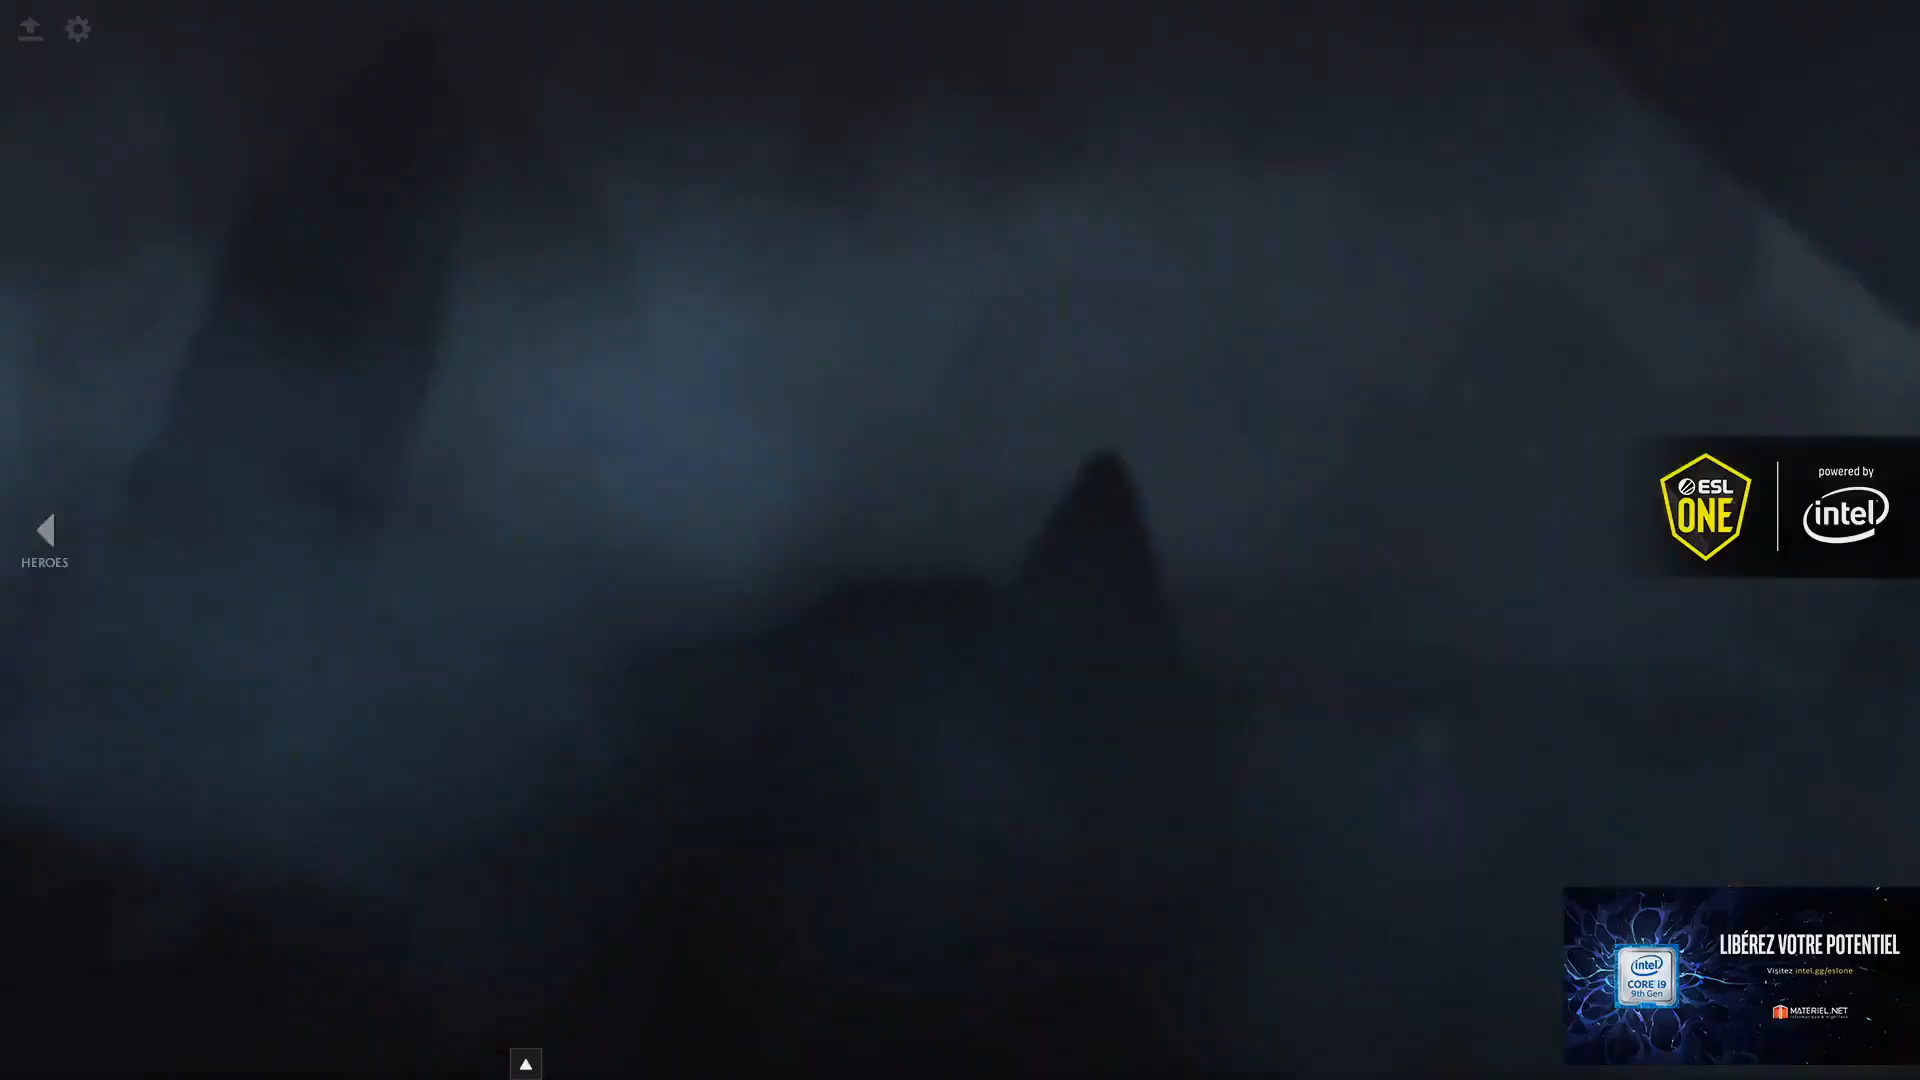 HEROES
ESL
ONE
powered by
intel
LIBÉREZ VOTRE POTENTIEL
Visitez intel.gg/eslone
intel
CORE i9
9th Gen
MATERIEL.NET